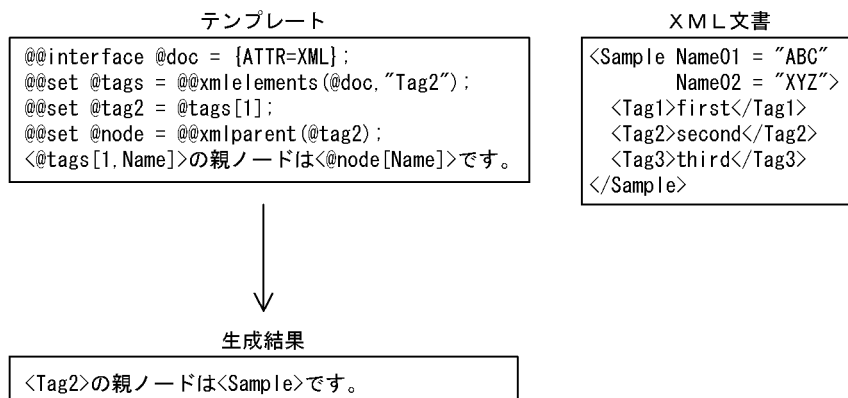 テンプレート
@@interface @doc = {ATTR=XML};
@@set @tags = @@xmlelements(@doc,"Tag2");
@@set @tag2 = @tags[1];
@@set @node = @@xmlparent(@tag2);
<@tags[1,Name]>の親ノードは<@node[Name]>です。
XML文書
<Sample Name01 = "ABC"
Name02 = "XYZ">
<Tag1>first</Tag1>
<Tag2>second</Tag2>
<Tag3>third</Tag3>
</Sample>
生成結果
<Tag2>の親ノードは<Sample>です。